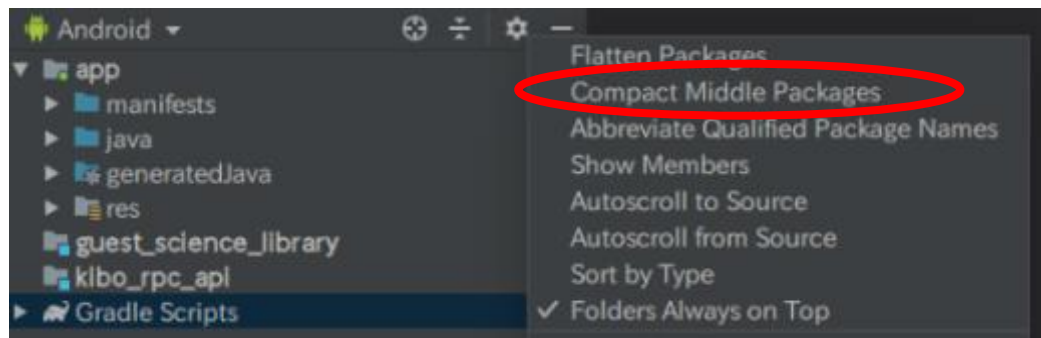 Android
app
manifests
java
generatedJava
res
guest_science_library
kibo_rpc_api
Gradle Scripts
Flatten Packages
Compact Middle Packages
Abbreviate Qualified Package Names
Show Members
Autoscroll to Source
Autoscroll from Source
Sort by Type
Folders Always on Top